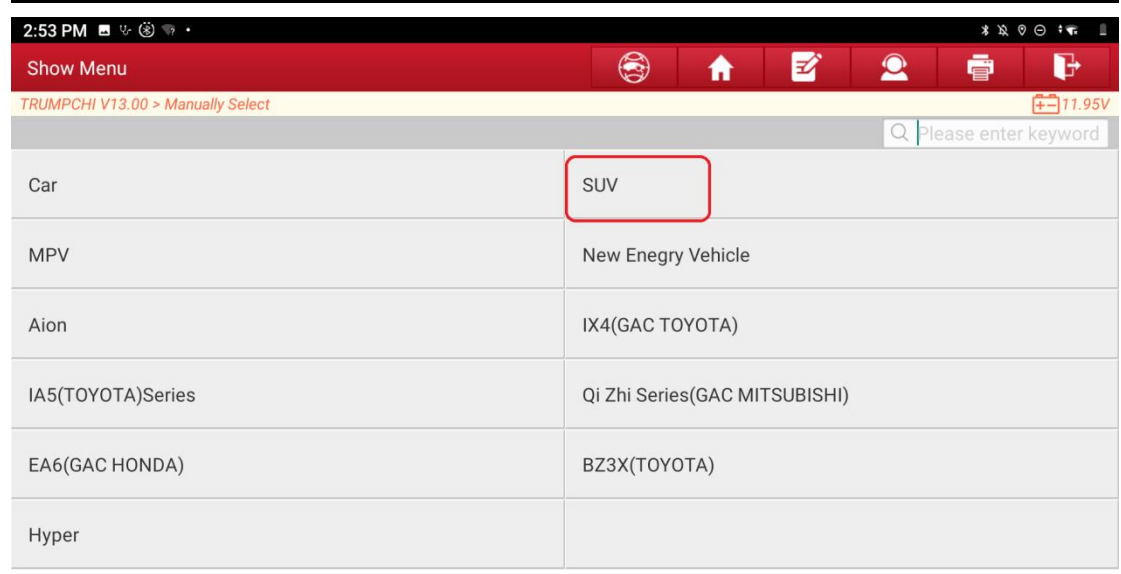 2:53 PM
Show Menu
TRUMPCHI V13.00 > Manually Select
11.95V
Please enter keyword
Car
SUV
MPV
New Enegry Vehicle
Aion
IX4(GAC TOYOTA)
IA5(TOYOTA)Series
Qi Zhi Series(GAC MITSUBISHI)
EA6(GAC HONDA)
BZ3X(TOYOTA)
Hyper